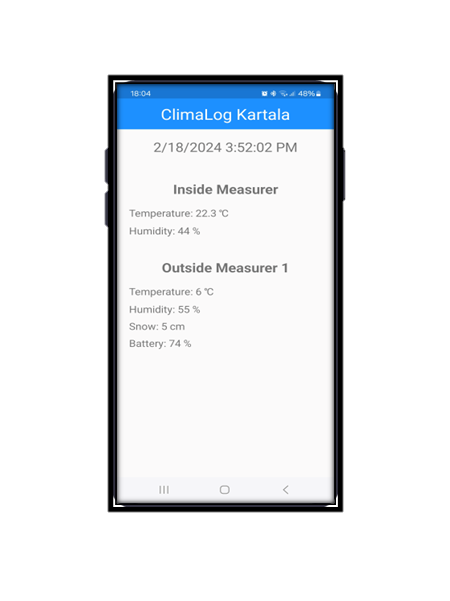 18:04
48%
ClimaLog Kartala
2/18/2024 3:52:02 PM
Inside Measurer
Temperature: 22.3 °C
Humidity: 44 %
Outside Measurer 1
Temperature: 6 °C
Humidity: 55 %
Snow: 5 cm
Battery: 74 %